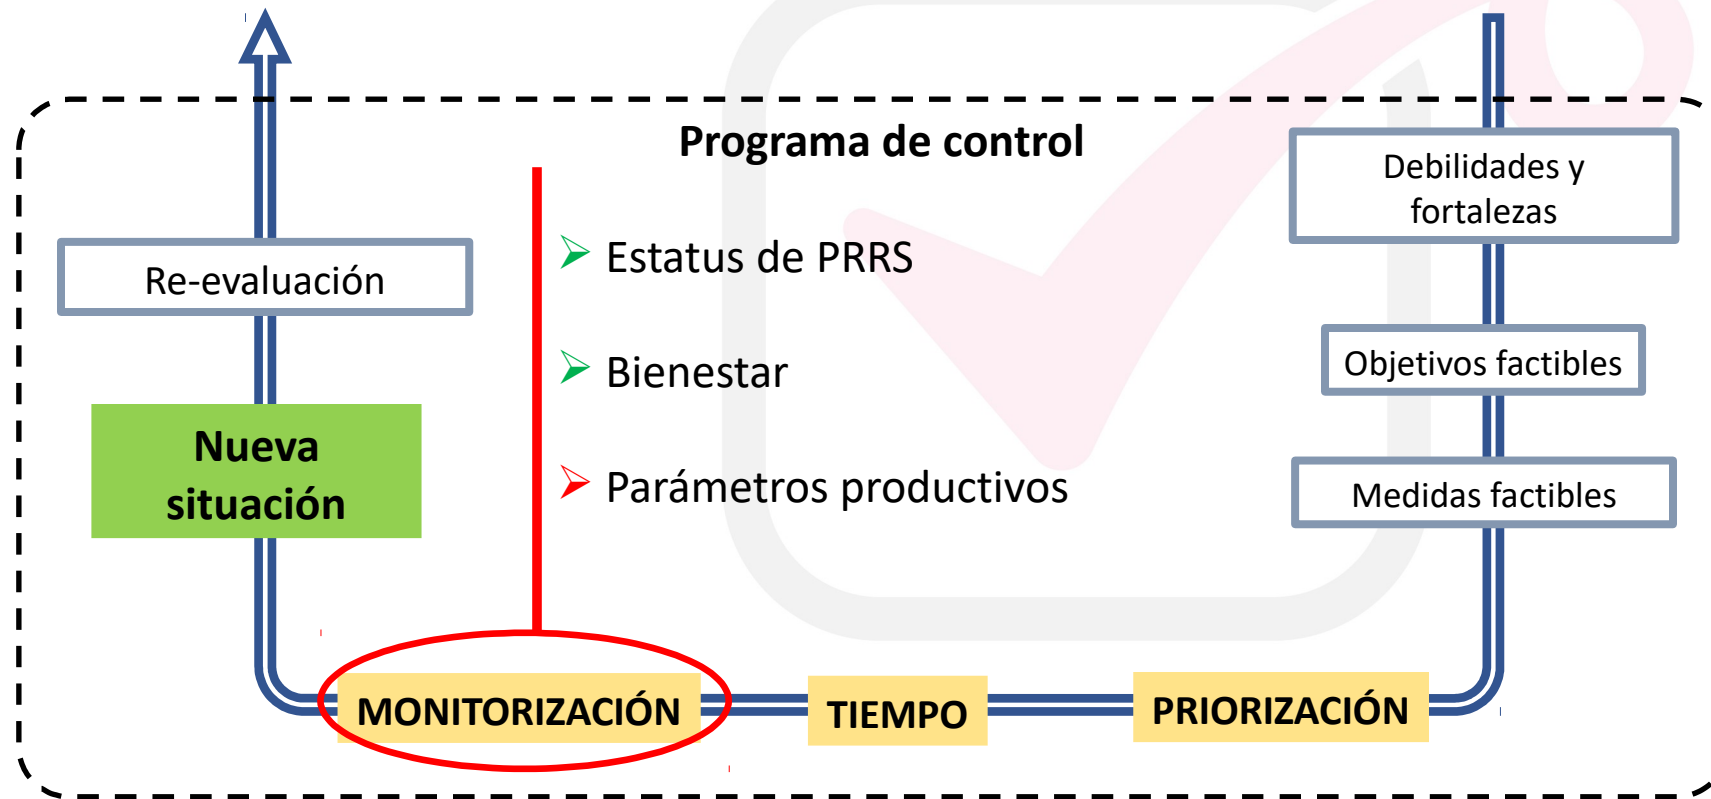 Programa de control
Debilidades y
fortalezas
Estatus de PRRS
Re-evaluación
Bienestar
Objetivos factibles
Nueva
situación
Parámetros productivos
Medidas factibles
MONITORIZACIÓN
TIEMPO
PRIORIZACIÓN